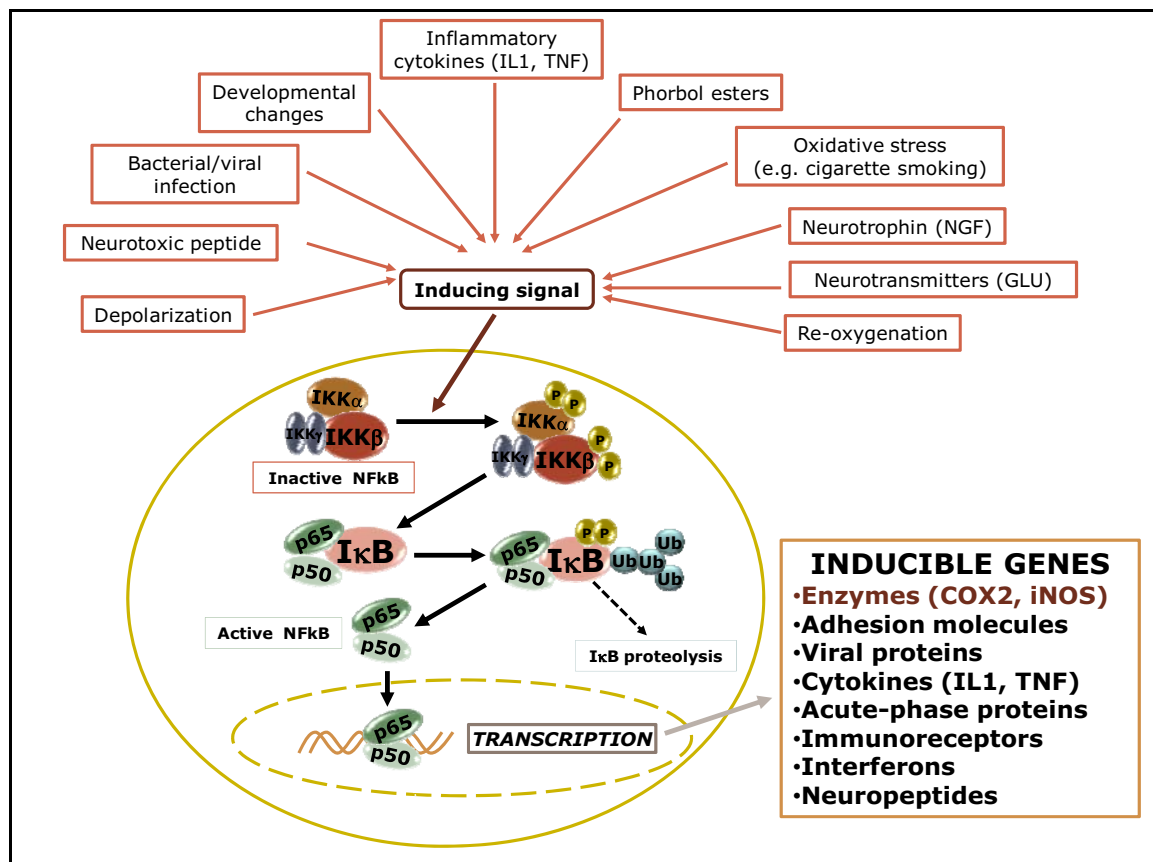 Inflammatory
cytokines (IL1, TNF)
Developmental
changes
Phorbol esters
Bacterial/viral
infection
Oxidative stress
(e.g. cigarette smoking)
Neurotoxic peptide
Neurotrophin (NGF)
Inducing signal
Neurotransmitters (GLU)
Depolarization
Re-oxygenation
IKKα
IKKγ
IKKβ
Inactive NFkB
P
P
IKKα
P
IKKγ
IKKβ
P
p65
IκB
p50
p65
p50
P
P
IκB
Ub
Ub
Ub
Ub
Active NFkB
p65
p50
IκB proteolysis
p65
p50
TRANSCRIPTION
INDUCIBLE GENES
•Enzymes (COX2, iNOS)
•Adhesion molecules
•Viral proteins
•Cytokines (IL1, TNF)
•Acute-phase proteins
•Immunoreceptors
•Interferons
•Neuropeptides